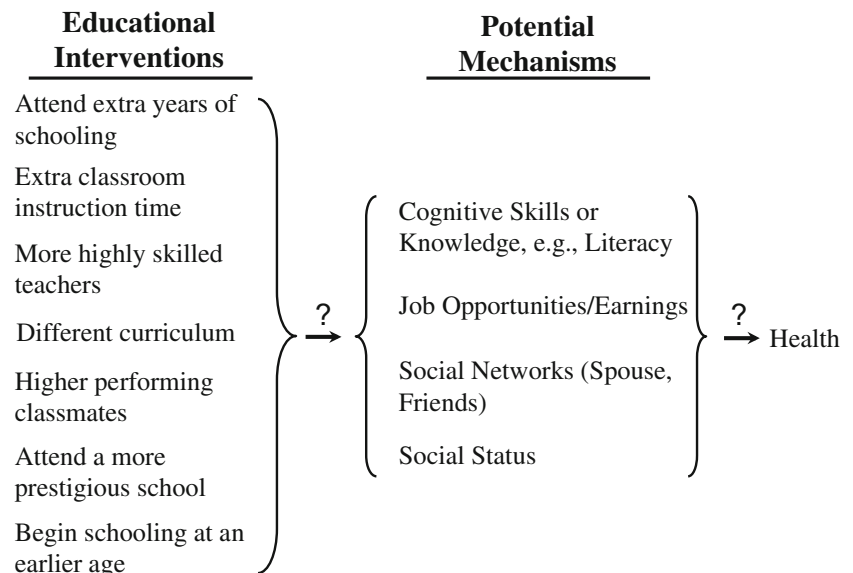 Educational
Interventions
Attend extra years of
schooling
Extra classroom
instruction time
More highly skilled
teachers
Different curriculum
Higher performing
classmates
Attend a more
prestigious school
Begin schooling at an
earlier age
?
Potential
Mechanisms
Cognitive Skills or
Knowledge, e.g., Literacy
Job Opportunities/Earnings
Social Networks (Spouse,
Friends)
Social Status
?
Health